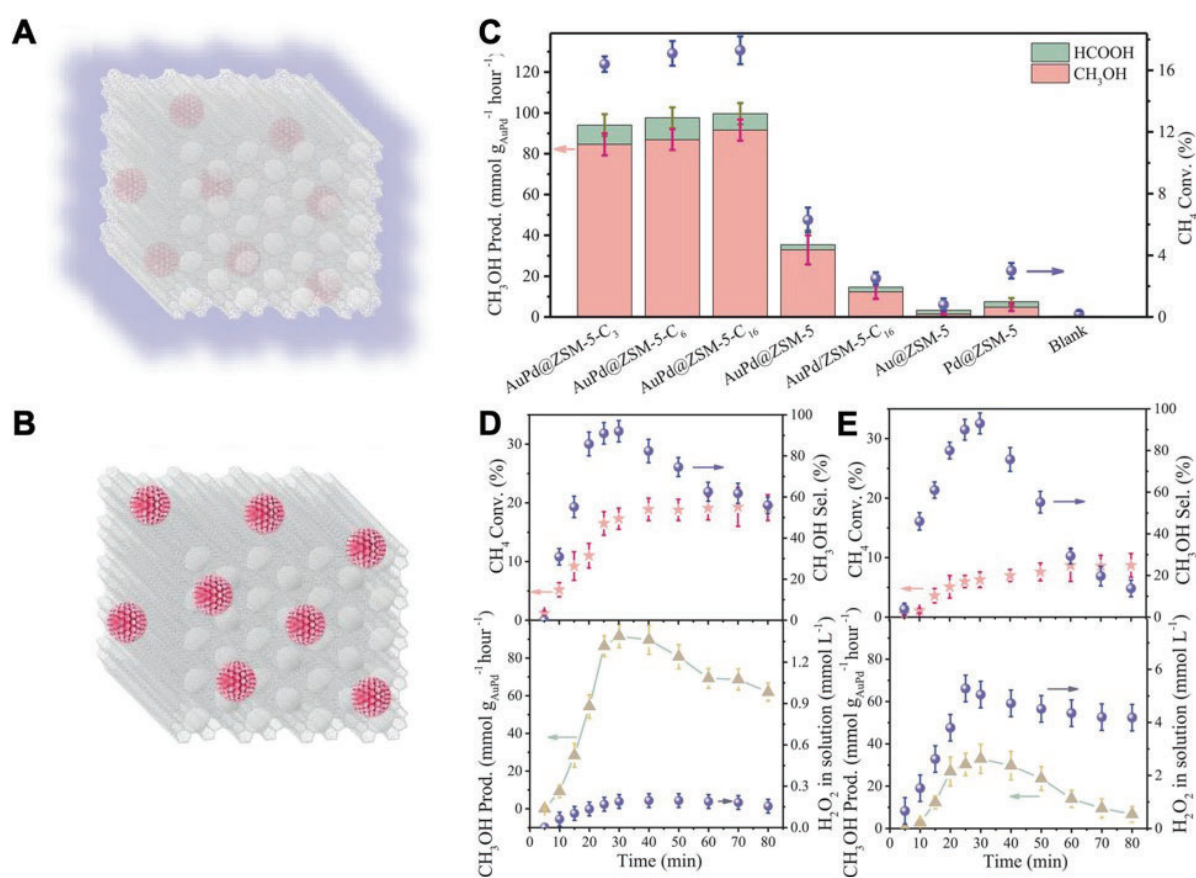 A
B
C
CH₃OH Prod. (mmol g_AuPd⁻¹ hour⁻¹)
120
100
80
60
40
20
0
HCOOH
CH₃OH
16
12
8
4
0
CH₄ Conv. (%)
AuPd@ZSM-5-C₃
AuPd@ZSM-5-C₆
AuPd@ZSM-5-C₁₆
AuPd@ZSM-5
AuPd/ZSM-5-C₁₆
Au@ZSM-5
Pd@ZSM-5
Blank
D
CH₄ Conv. (%)
30
20
10
0
100
80
60
40
20
0
CH₃OH Sel. (%)
CH₃OH Prod. (mmol g_AuPd⁻¹ hour⁻¹)
80
60
40
20
0
1.2
0.9
0.6
0.3
0.0
H₂O₂ in solution (mmol L⁻¹)
0 10 20 30 40 50 60 70 80
Time (min)
E
CH₄ Conv. (%)
30
20
10
0
100
80
60
40
20
0
CH₃OH Sel. (%)
CH₃OH Prod. (mmol g_AuPd⁻¹ hour⁻¹)
80
60
40
20
0
6
4
2
0
H₂O₂ in solution (mmol L⁻¹)
0 10 20 30 40 50 60 70 80
Time (min)